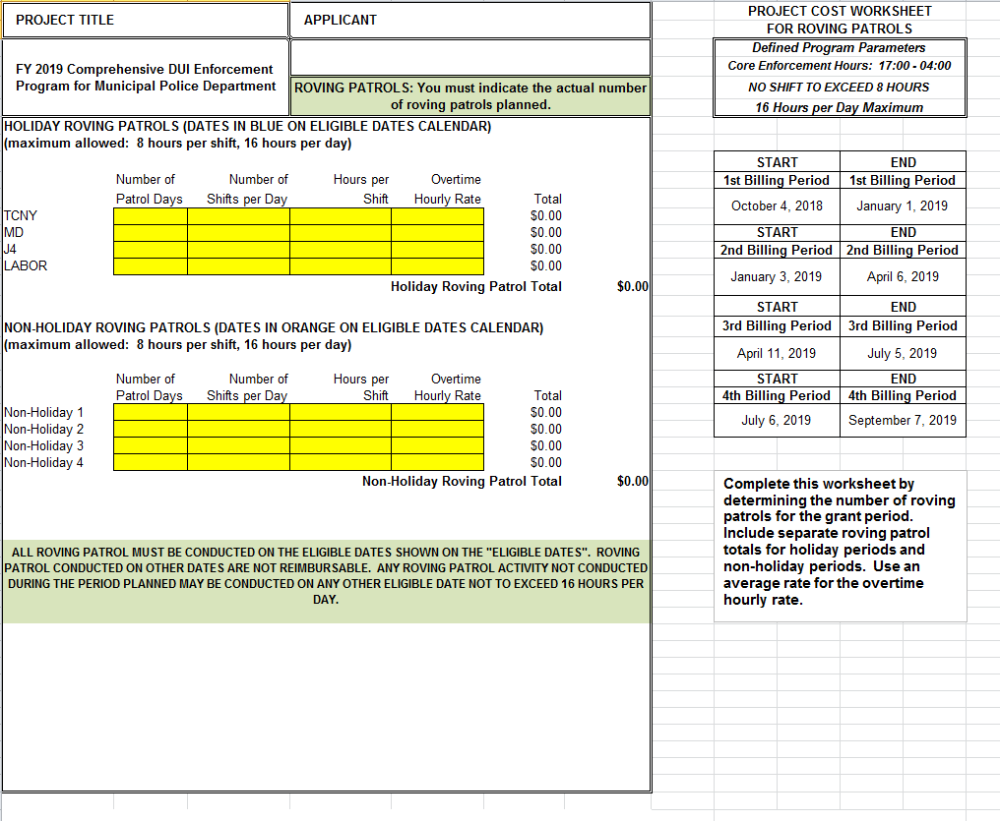 PROJECT TITLE
APPLICANT
FY 2019 Comprehensive DUI Enforcement
Program for Municipal Police Department
ROVING PATROLS: You must indicate the actual number
of roving patrols planned.
HOLIDAY ROVING PATROLS (DATES IN BLUE ON ELIGIBLE DATES CALENDAR)
(maximum allowed:  8 hours per shift, 16 hours per day)
Number of Number of Hours per Overtime
Patrol Days Shifts per Day Shift Hourly Rate Total
TCNY $0.00
MD $0.00
J4 $0.00
LABOR $0.00
Holiday Roving Patrol Total $0.00
NON-HOLIDAY ROVING PATROLS (DATES IN ORANGE ON ELIGIBLE DATES CALENDAR)
(maximum allowed:  8 hours per shift, 16 hours per day)
Number of Number of Hours per Overtime
Patrol Days Shifts per Day Shift Hourly Rate Total
Non-Holiday 1 $0.00
Non-Holiday 2 $0.00
Non-Holiday 3 $0.00
Non-Holiday 4 $0.00
Non-Holiday Roving Patrol Total $0.00
ALL ROVING PATROL MUST BE CONDUCTED ON THE ELIGIBLE DATES SHOWN ON THE "ELIGIBLE DATES".  ROVING
PATROL CONDUCTED ON OTHER DATES ARE NOT REIMBURSABLE.  ANY ROVING PATROL ACTIVITY NOT CONDUCTED
DURING THE PERIOD PLANNED MAY BE CONDUCTED ON ANY OTHER ELIGIBLE DATE NOT TO EXCEED 16 HOURS PER
DAY.
PROJECT COST WORKSHEET
FOR ROVING PATROLS
Defined Program Parameters
Core Enforcement Hours:  17:00 - 04:00
NO SHIFT TO EXCEED 8 HOURS
16 Hours per Day Maximum
START END
1st Billing Period 1st Billing Period
October 4, 2018 January 1, 2019
START END
2nd Billing Period 2nd Billing Period
January 3, 2019 April 6, 2019
START END
3rd Billing Period 3rd Billing Period
April 11, 2019 July 5, 2019
START END
4th Billing Period 4th Billing Period
July 6, 2019 September 7, 2019
Complete this worksheet by
determining the number of roving
patrols for the grant period.
Include separate roving patrol
totals for holiday periods and
non-holiday periods.  Use an
average rate for the overtime
hourly rate.